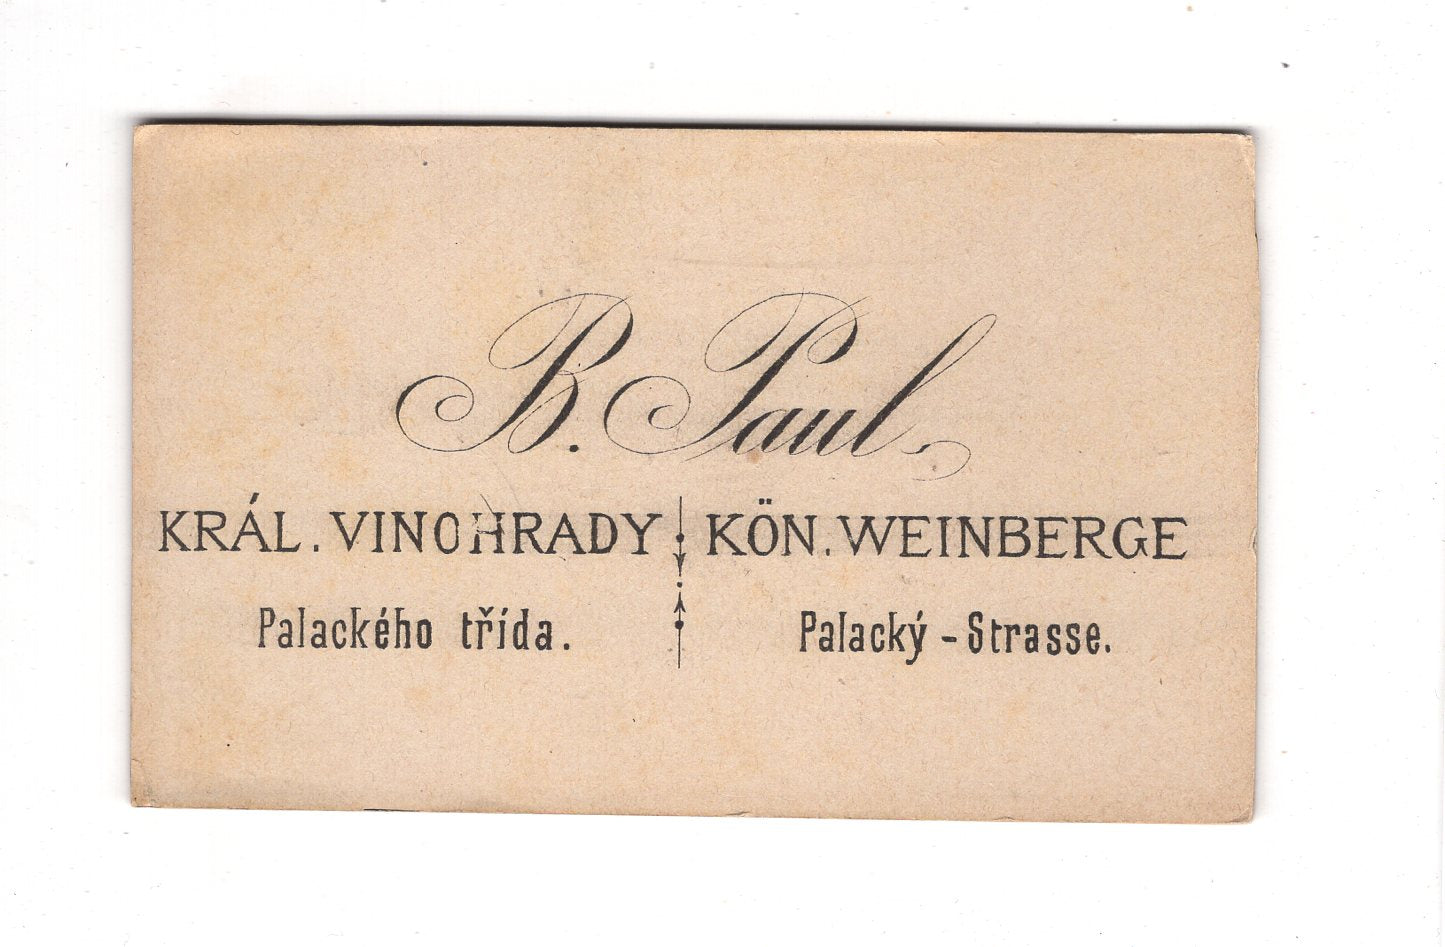 B. Paul.
KRÁL. VINOHRADY
Palackého třída.
KÖN. WEINBERGE
Palacký-Strasse.